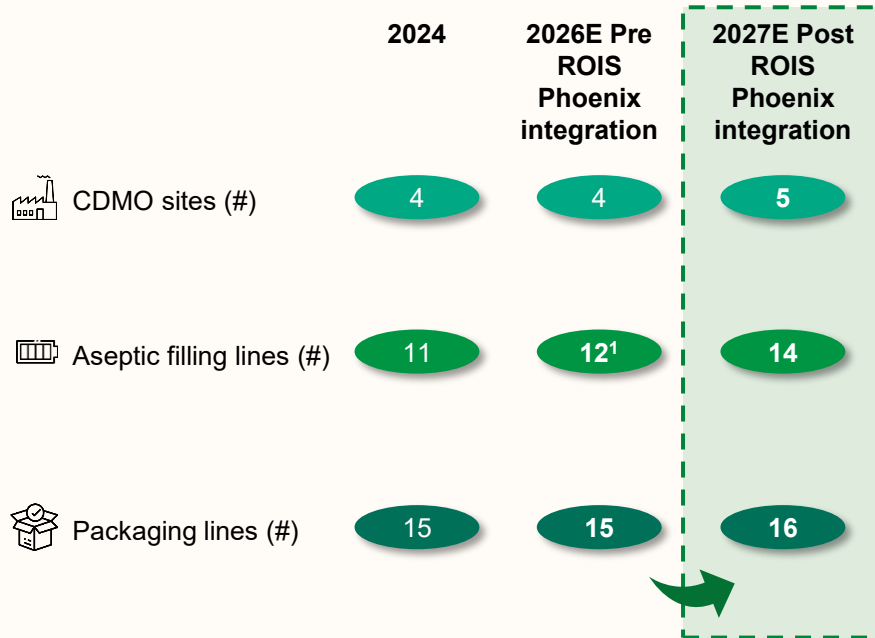 2024
2026E Pre
ROIS
Phoenix
integration
2027E Post
ROIS
Phoenix
integration
CDMO sites (#)
4
4
5
Aseptic filling lines (#)
11
12¹
14
Packaging lines (#)
15
15
16